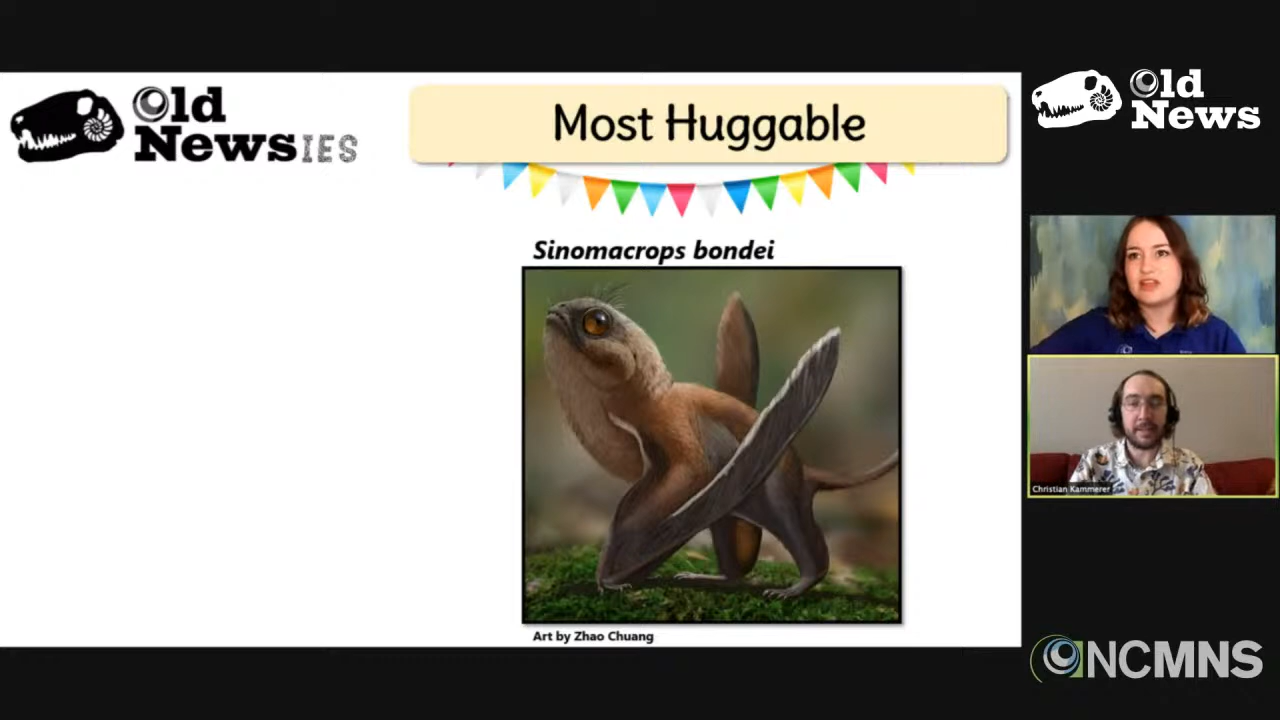 Old
NewsIES
Most Huggable
Sinomacrops bondei
Art by Zhao Chuang
Old
News
Christian Kammerer
NCMNS